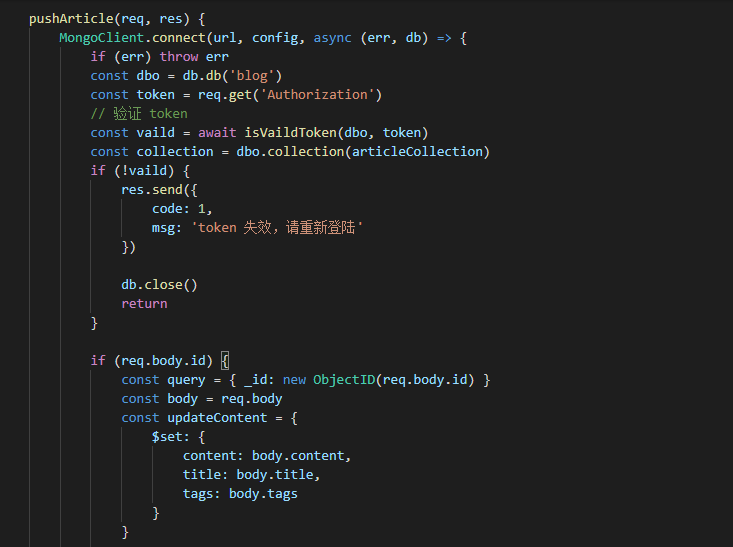 pushArticle(req, res) {
MongoClient.connect(url, config, async (err, db) => {
if (err) throw err
const dbo = db.db('blog')
const token = req.get('Authorization')
// 验证 token
const vaild = await isVaildToken(dbo, token)
const collection = dbo.collection(articleCollection)
if (!vaild) {
res.send({
code: 1,
msg: 'token 失效，请重新登陆'
})
db.close()
return
}
if (req.body.id) {
const query = { _id: new ObjectID(req.body.id) }
const body = req.body
const updateContent = {
$set: {
content: body.content,
title: body.title,
tags: body.tags
}
}